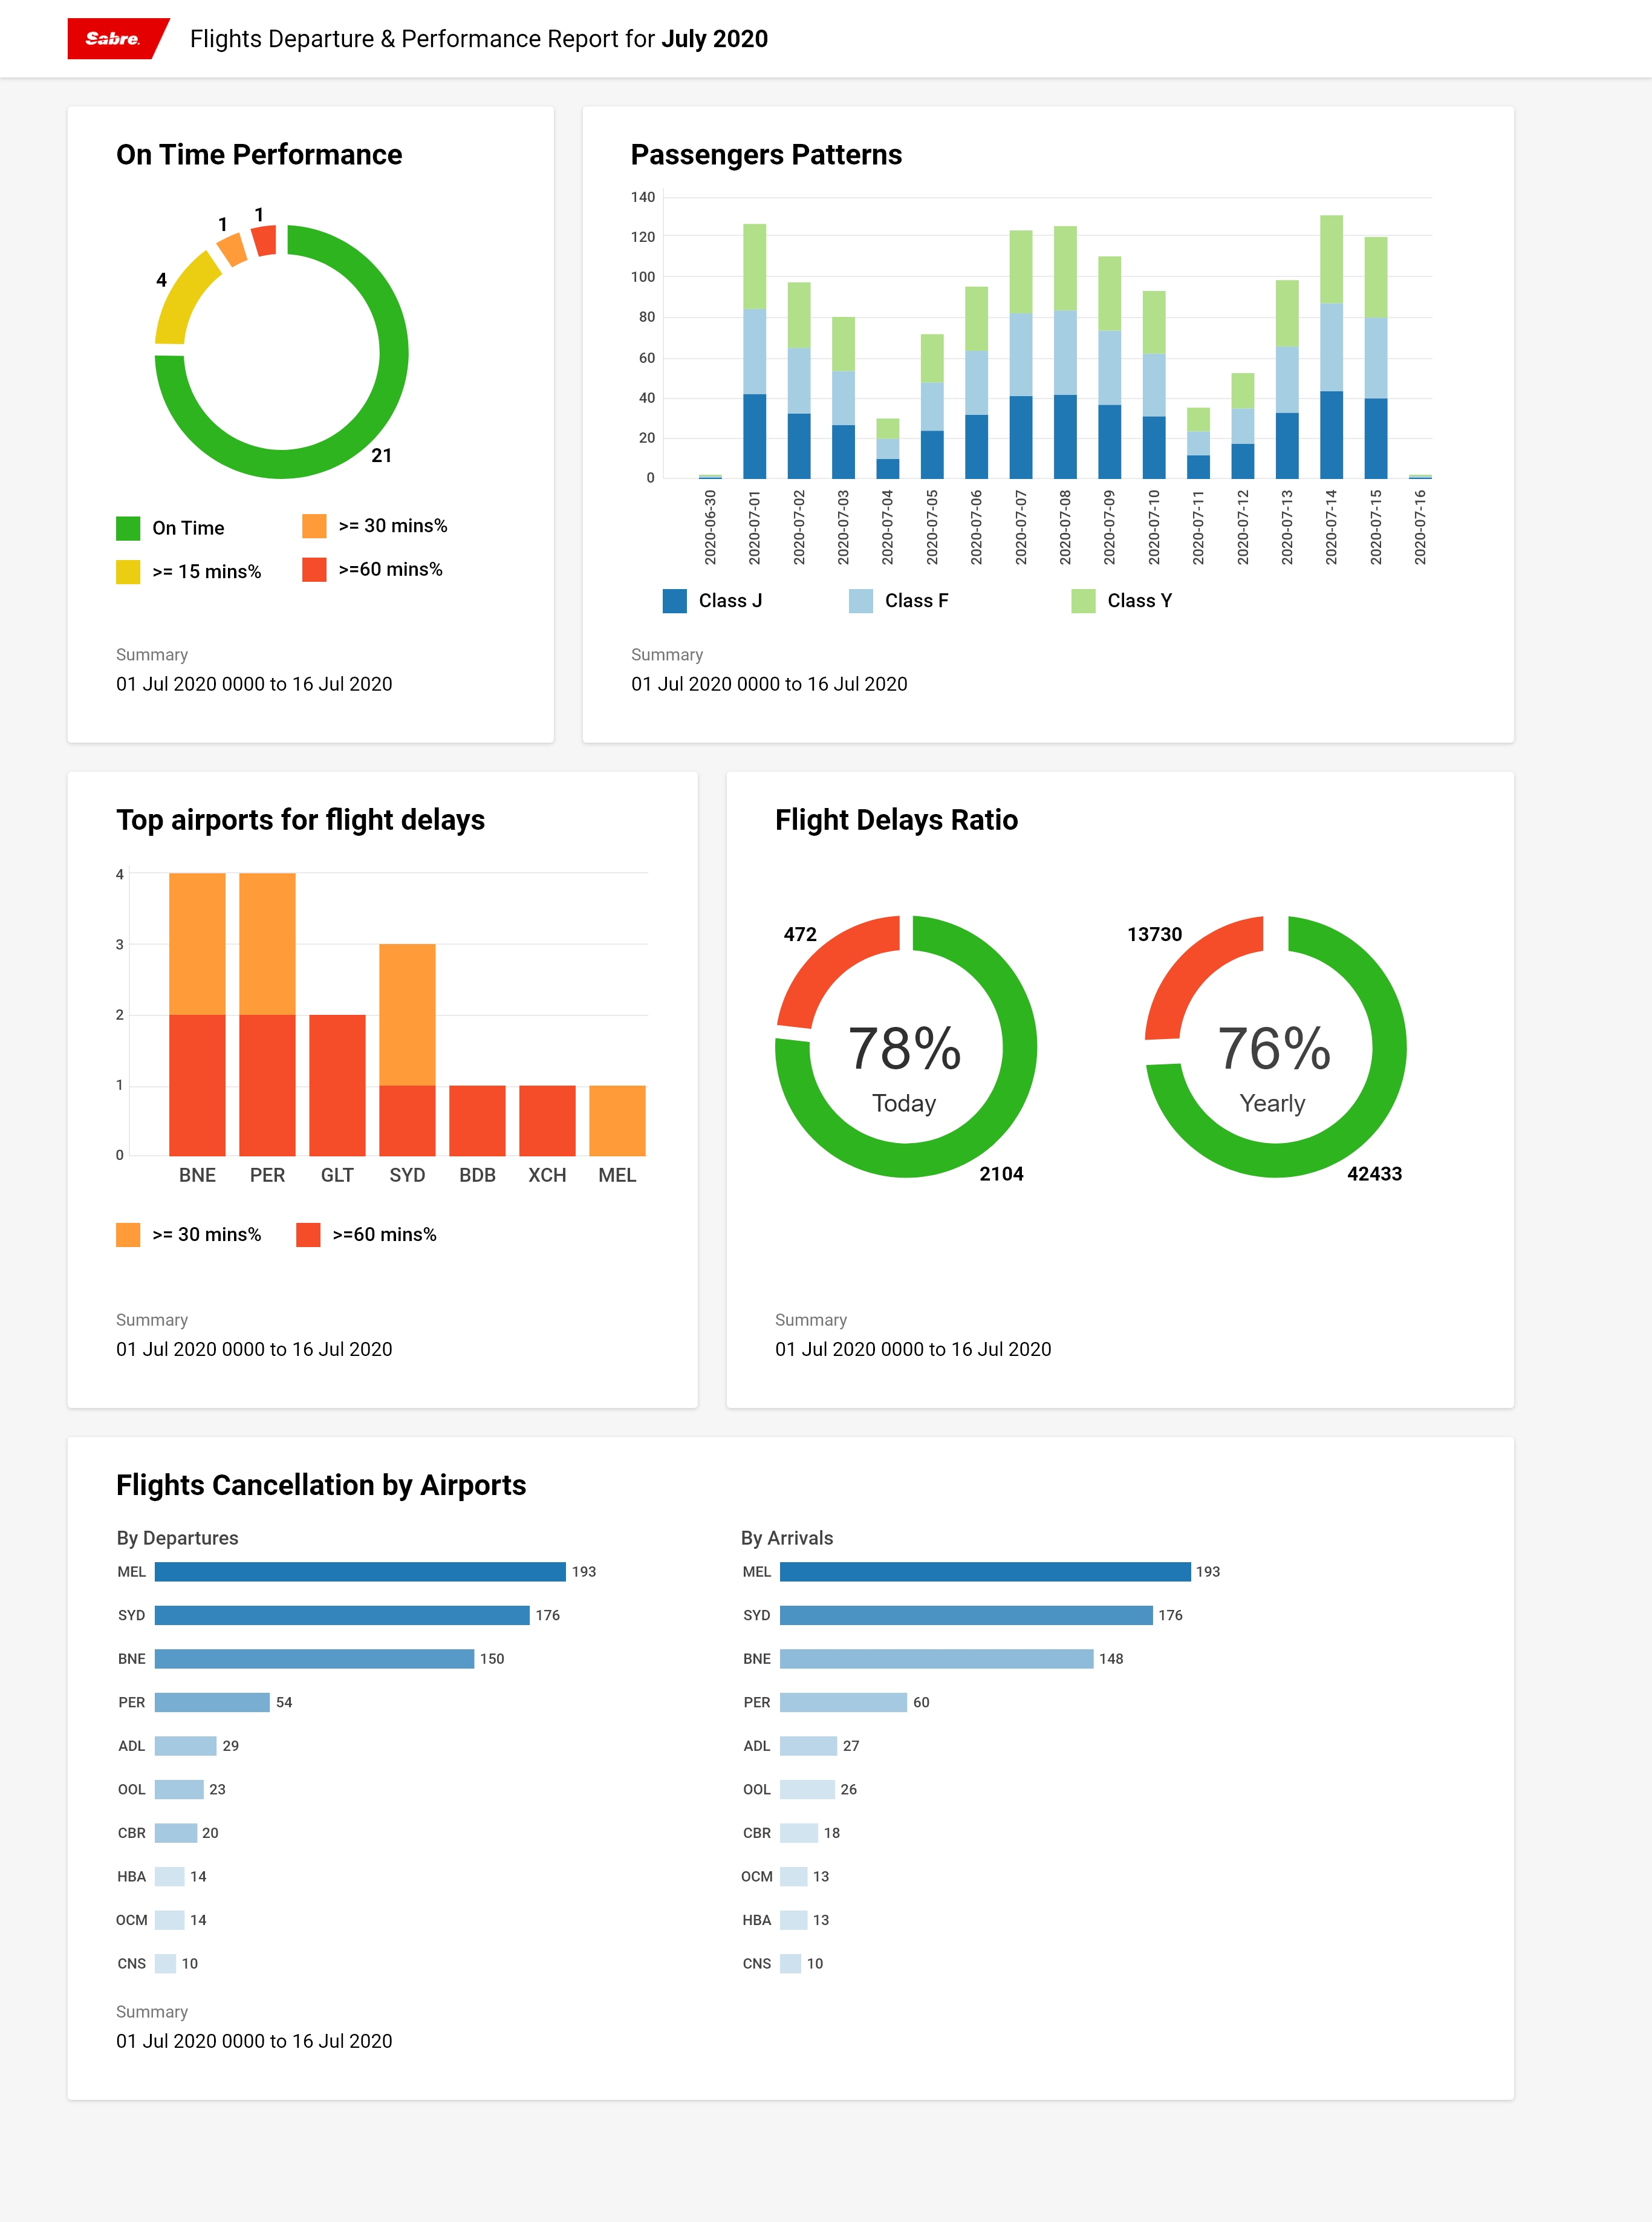 Sabre.
Flights Departure & Performance Report for July 2020
On Time Performance
1
1
4
21
On Time
>= 30 mins%
>= 15 mins%
>=60 mins%
Summary
01 Jul 2020 0000 to 16 Jul 2020
Passengers Patterns
140
120
100
80
60
40
20
0
2020-06-30
2020-07-01
2020-07-02
2020-07-03
2020-07-04
2020-07-05
2020-07-06
2020-07-07
2020-07-08
2020-07-09
2020-07-10
2020-07-11
2020-07-12
2020-07-13
2020-07-14
2020-07-15
2020-07-16
Class J
Class F
Class Y
Summary
01 Jul 2020 0000 to 16 Jul 2020
Top airports for flight delays
4
3
2
1
0
BNE PER GLT SYD BDB XCH MEL
>= 30 mins%
>=60 mins%
Summary
01 Jul 2020 0000 to 16 Jul 2020
Flight Delays Ratio
472
78%
Today
2104
13730
76%
Yearly
42433
Summary
01 Jul 2020 0000 to 16 Jul 2020
Flights Cancellation by Airports
By Departures
MEL 193
SYD 176
BNE 150
PER 54
ADL 29
OOL 23
CBR 20
HBA 14
OCM 14
CNS 10
By Arrivals
MEL 193
SYD 176
BNE 148
PER 60
ADL 27
OOL 26
CBR 18
OCM 13
HBA 13
CNS 10
Summary
01 Jul 2020 0000 to 16 Jul 2020